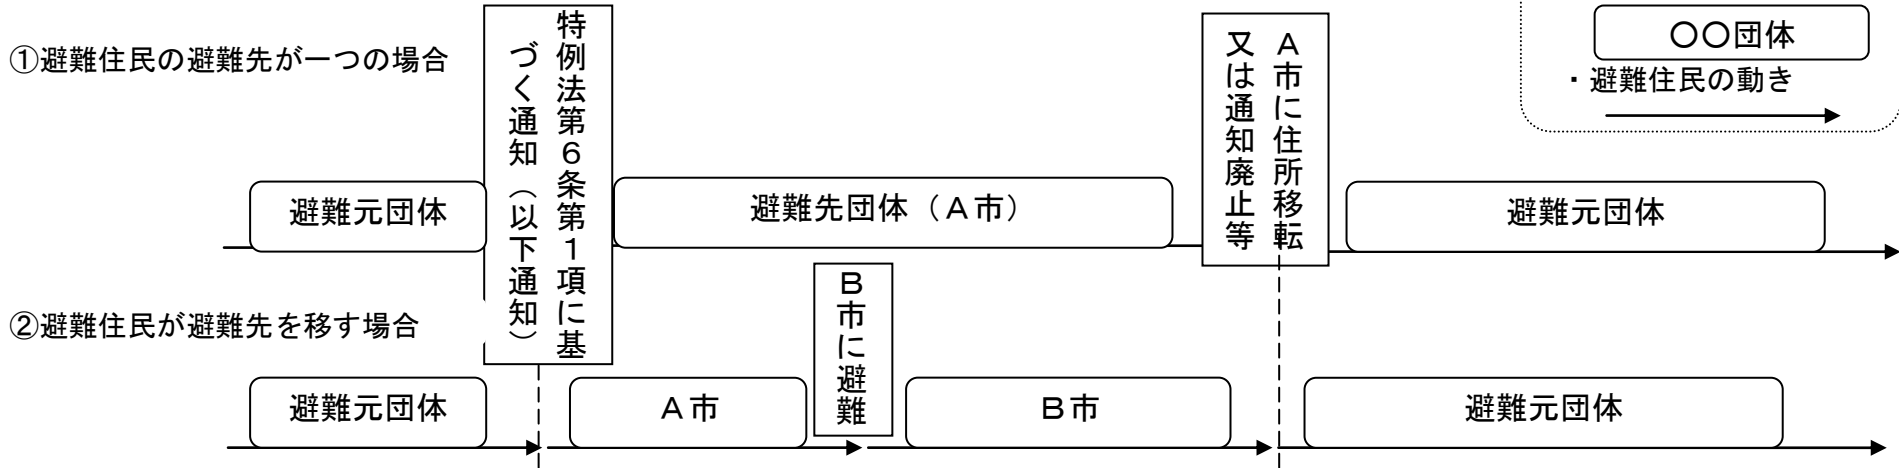 ○○団体
・避難住民の動き
①避難住民の避難先が一つの場合
特例法第６条第１項に基
づく通知（以下通知）
Ａ市に住所移転
又は通知廃止等
避難元団体
避難先団体（Ａ市）
避難元団体
②避難住民が避難先を移す場合
Ｂ市に避難
避難元団体
Ａ市
Ｂ市
避難元団体